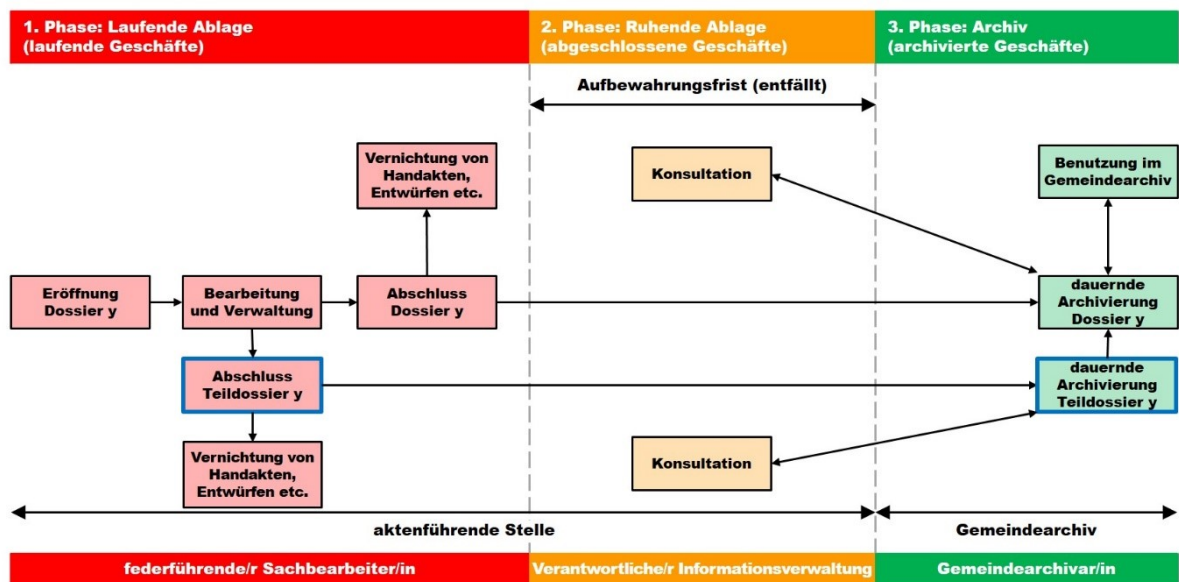 1. Phase: Laufende Ablage
(laufende Geschäfte)
2. Phase: Ruhende Ablage
(abgeschlossene Geschäfte)
3. Phase: Archiv
(archivierte Geschäfte)
Aufbewahrungsfrist (entfällt)
Vernichtung von
Handakten,
Entwürfen etc.
Konsultation
Benutzung im
Gemeindearchiv
Eröffnung
Dossier y
Bearbeitung
und Verwaltung
Abschluss
Dossier y
dauernde
Archivierung
Dossier y
Abschluss
Teildossier y
dauernde
Archivierung
Teildossier y
Vernichtung von
Handakten,
Entwürfen etc.
Konsultation
aktenführende Stelle
Gemeindearchiv
federführende/r Sachbearbeiter/in
Verantwortliche/r Informationsverwaltung
Gemeindearchivar/in